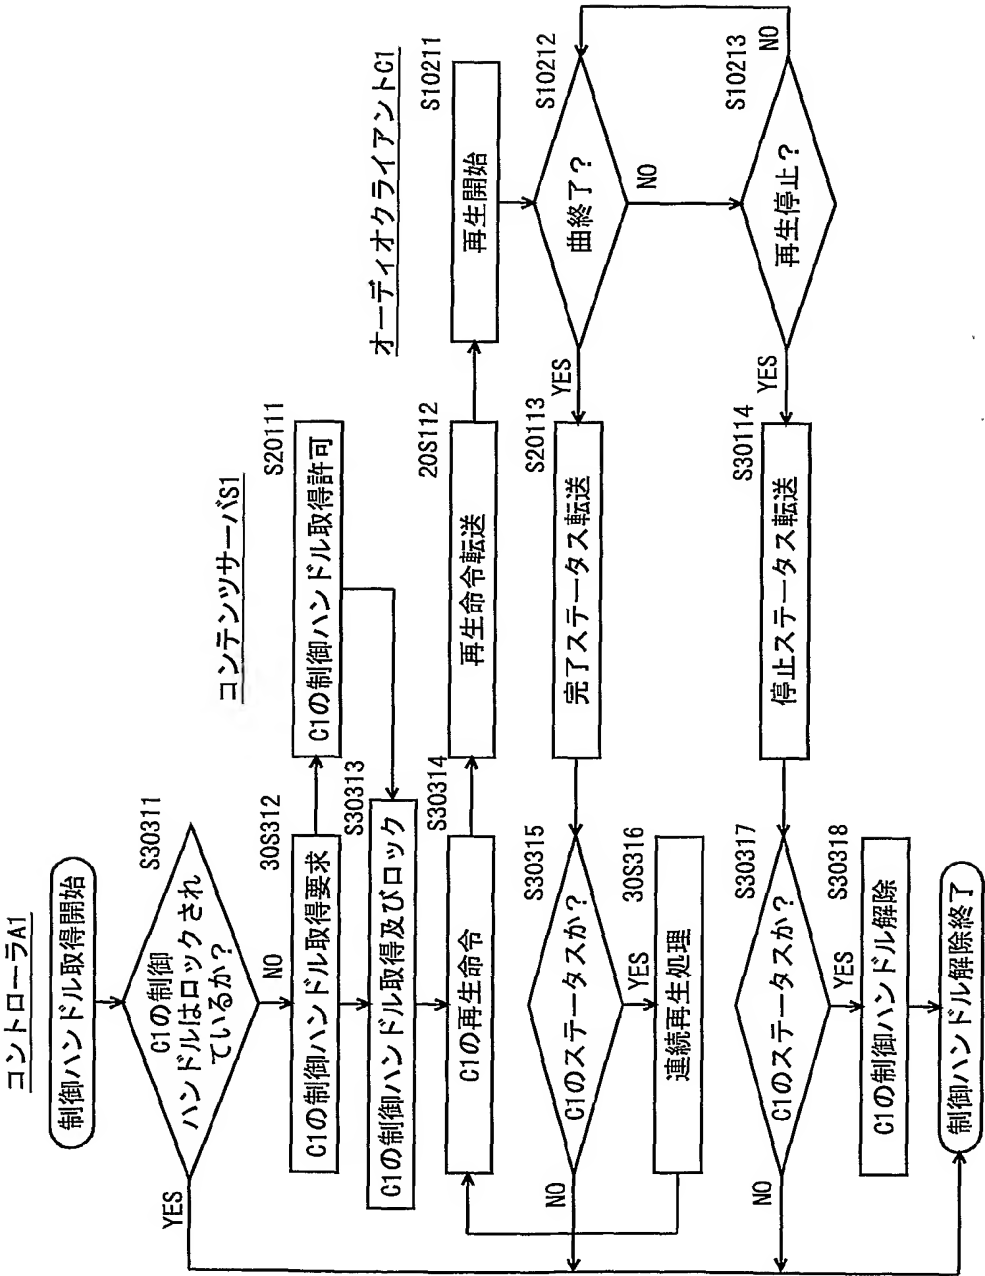 コントローラA1
制御ハンドル取得開始
S30311
C1の制御
ハンドルはロックされ
ているか？
YES
NO
30S312
C1の制御ハンドル取得要求
コンテンツサーバS1
S20111
C1の制御ハンドル取得許可
S30313
C1の制御ハンドル取得及びロック
S30314
C1の再生命令
20S112
再生命令転送
オーディオクライアントC1
S10211
再生開始
S10212
曲終了？
YES
NO
S20113
完了ステータス転送
S30315
C1のステータスか？
NO
YES
30S316
連続再生処理
S10213
再生停止？
NO
YES
S30114
停止ステータス転送
S30317
C1のステータスか？
NO
YES
S30318
C1の制御ハンドル解除
制御ハンドル解除終了